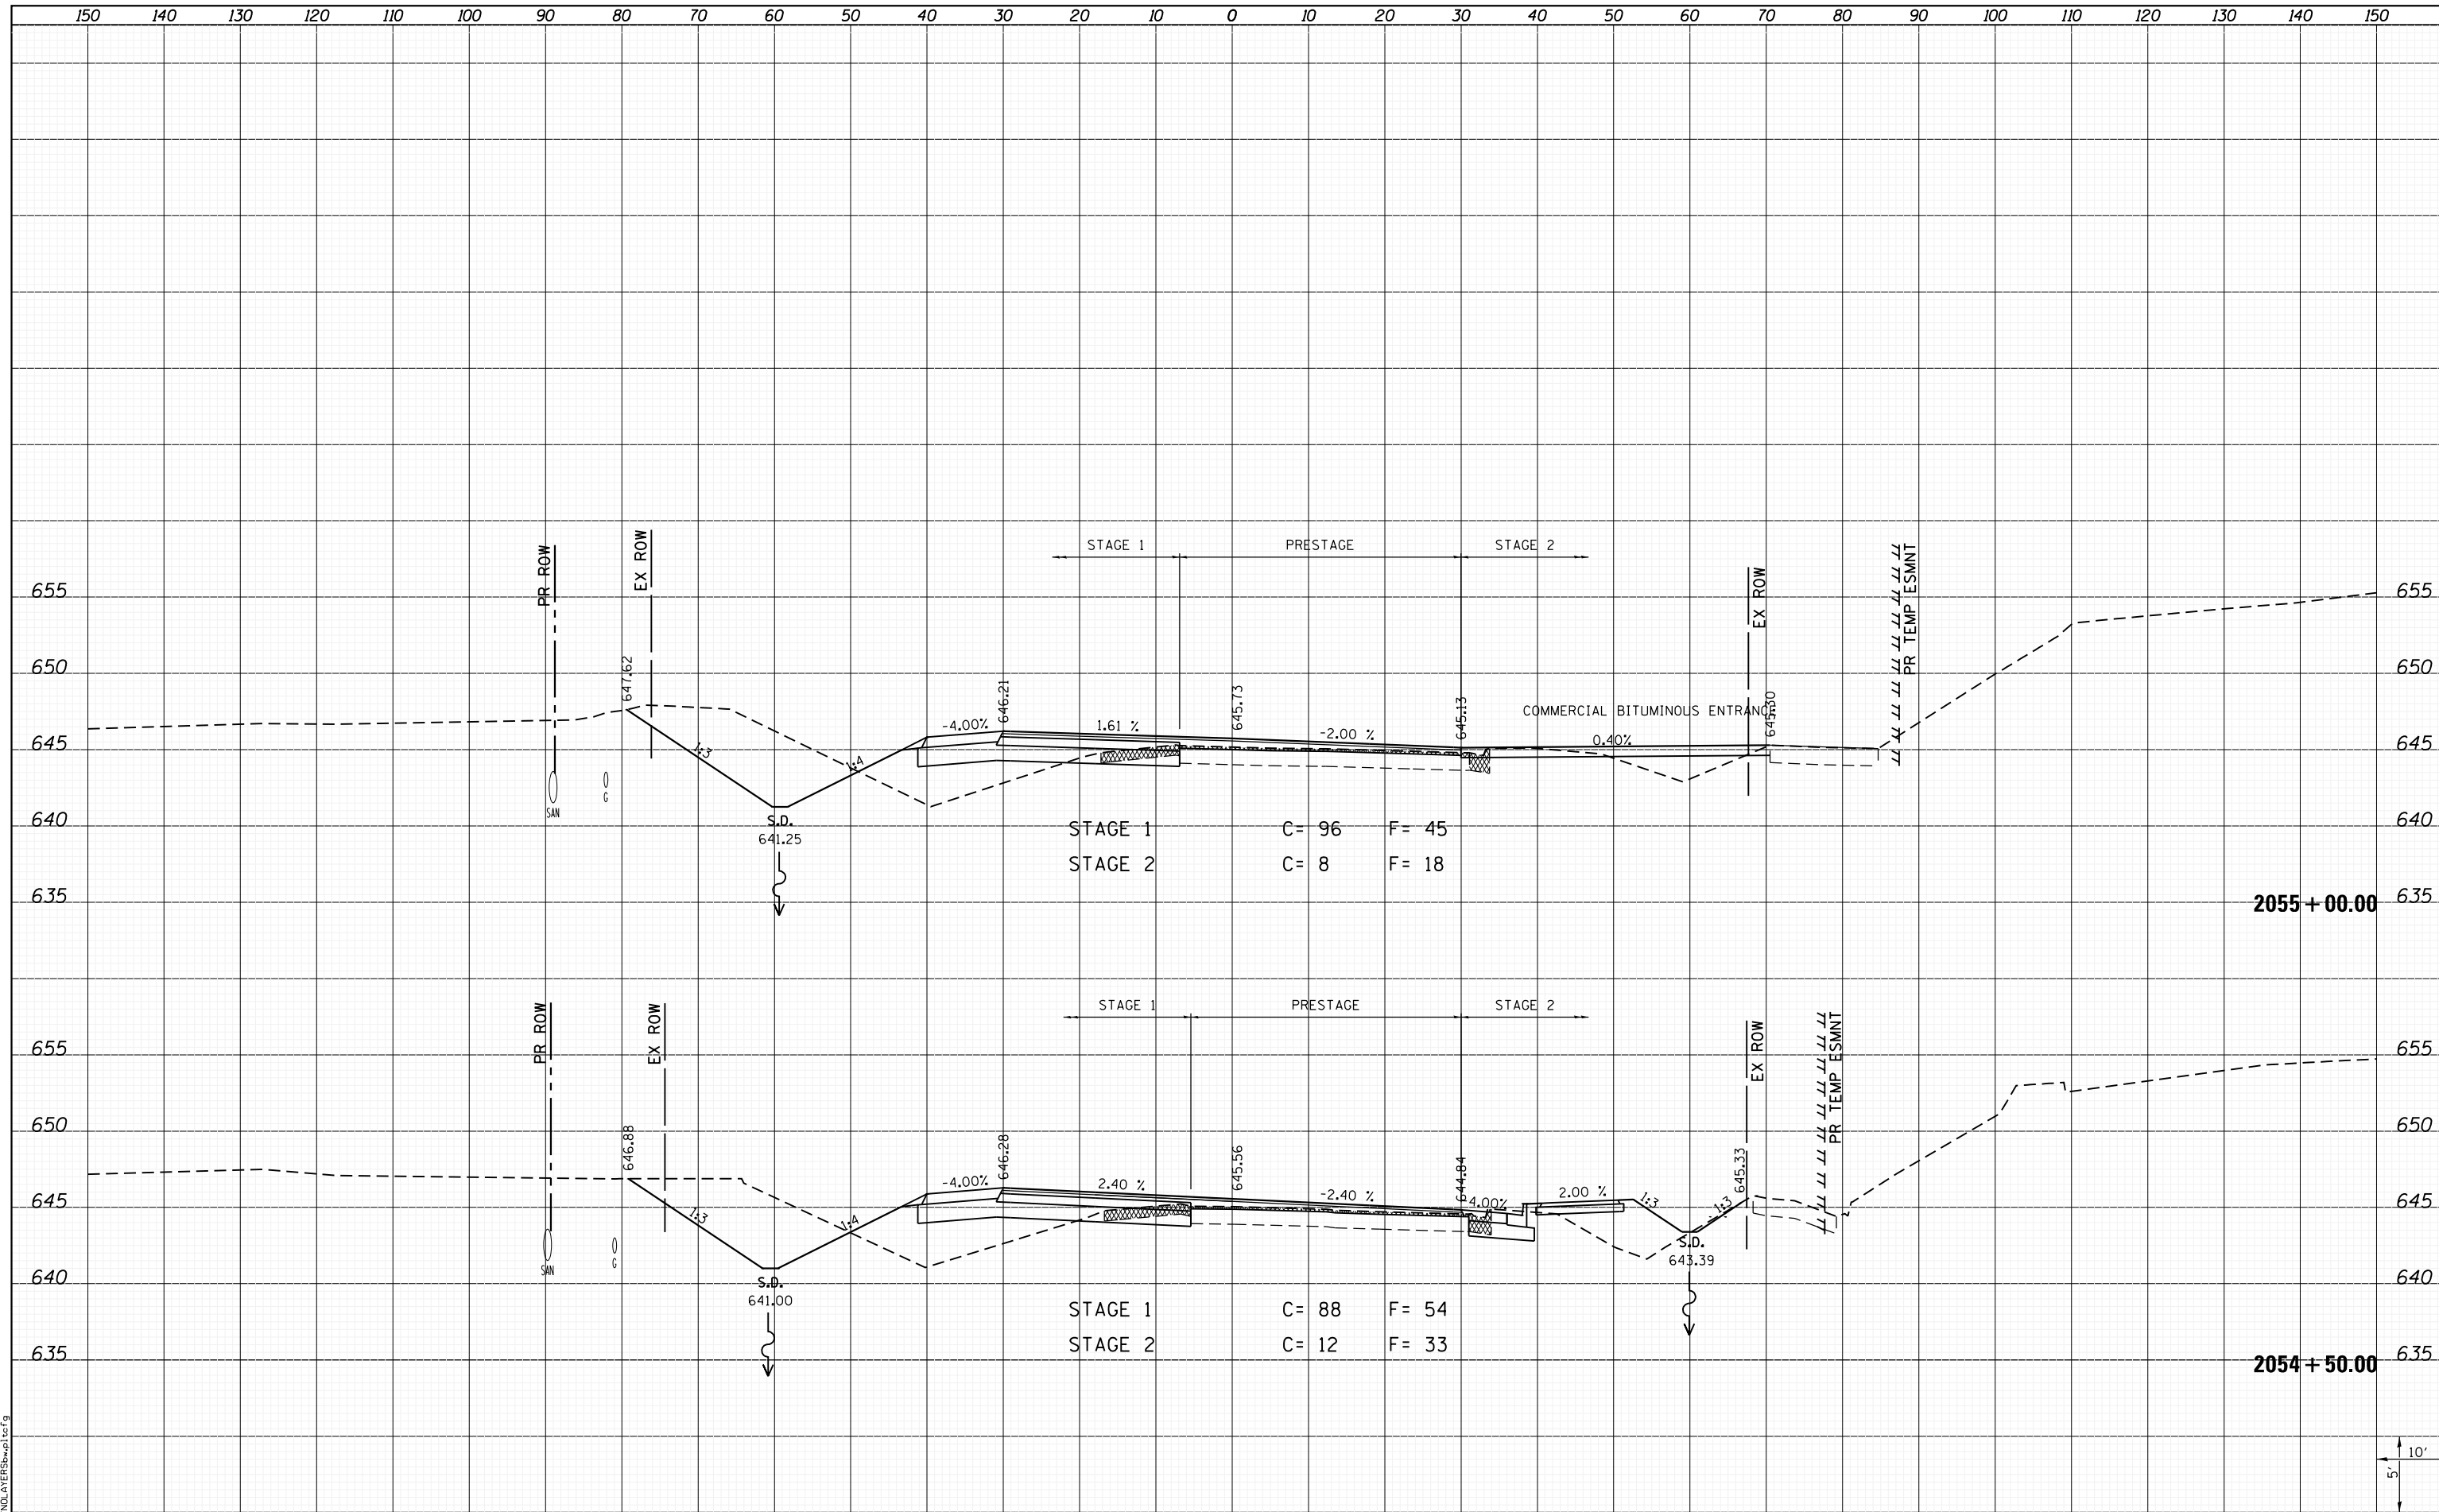 150 140 130 120 110 100 90 80 70 60 50 40 30 20 10 0 10 20 30 40 50 60 70 80 90 100 110 120 130 140 150
STAGE 1 PRESTAGE STAGE 2
PR ROW
EX ROW
EX ROW
PR TEMP ESMNT
655 655
650 650
647.62
646.21
645.73
645.13
645.30
COMMERCIAL BITUMINOUS ENTRANCE
-4.00% 1.61 % -2.00 % 0.40%
645 645
1:3 1:4
SAN G
640 640
S.D.
641.25
STAGE 1 C= 96 F= 45
STAGE 2 C= 8 F= 18
635 635
2055+00.00
STAGE 1 PRESTAGE STAGE 2
PR ROW
EX ROW
EX ROW
PR TEMP ESMNT
655 655
650 650
646.88
646.28
645.56
644.84
645.33
-4.00% 2.40 % -2.40 % 4.00% 2.00 %
645 645
1:3 1:4 1:3 1:3
SAN G
S.D.
643.39
640 640
S.D.
641.00
STAGE 1 C= 88 F= 54
STAGE 2 C= 12 F= 33
635 635
2054+50.00
10'
5'
NOLAYERSbw.pltcfg